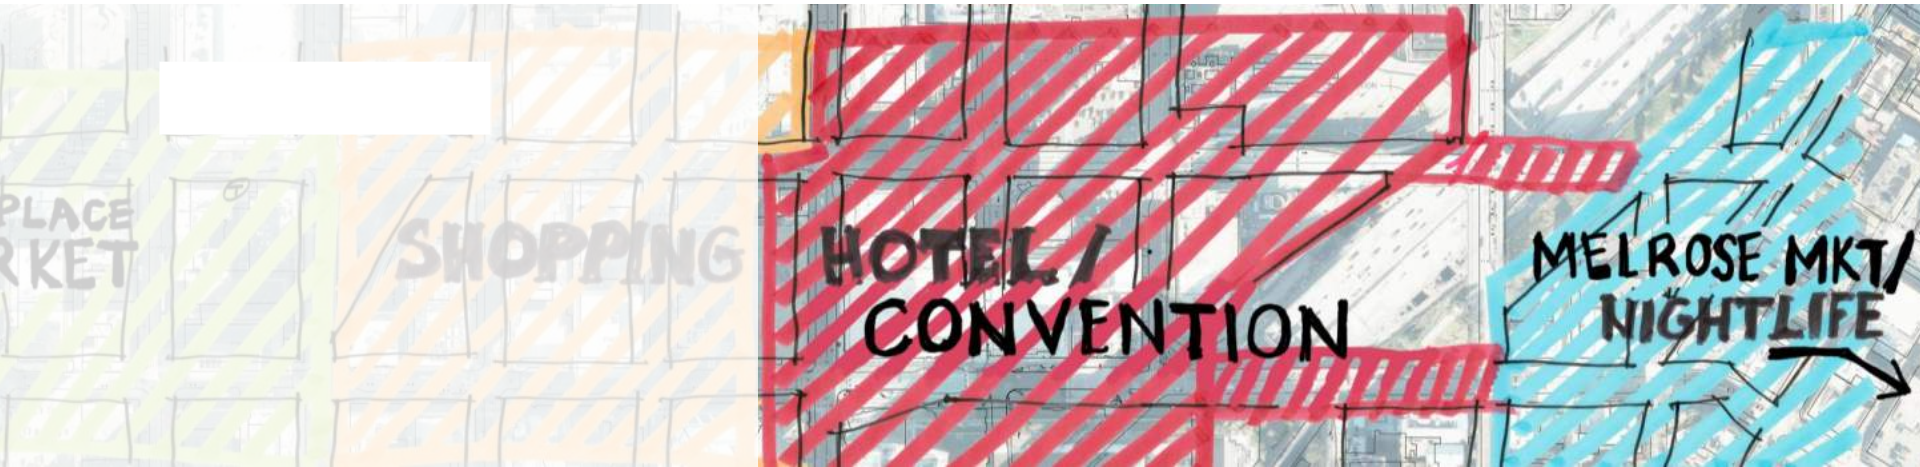 PLACE
RKET
SHOPPING
HOTEL/
CONVENTION
MELROSE MKT/
NIGHTLIFE